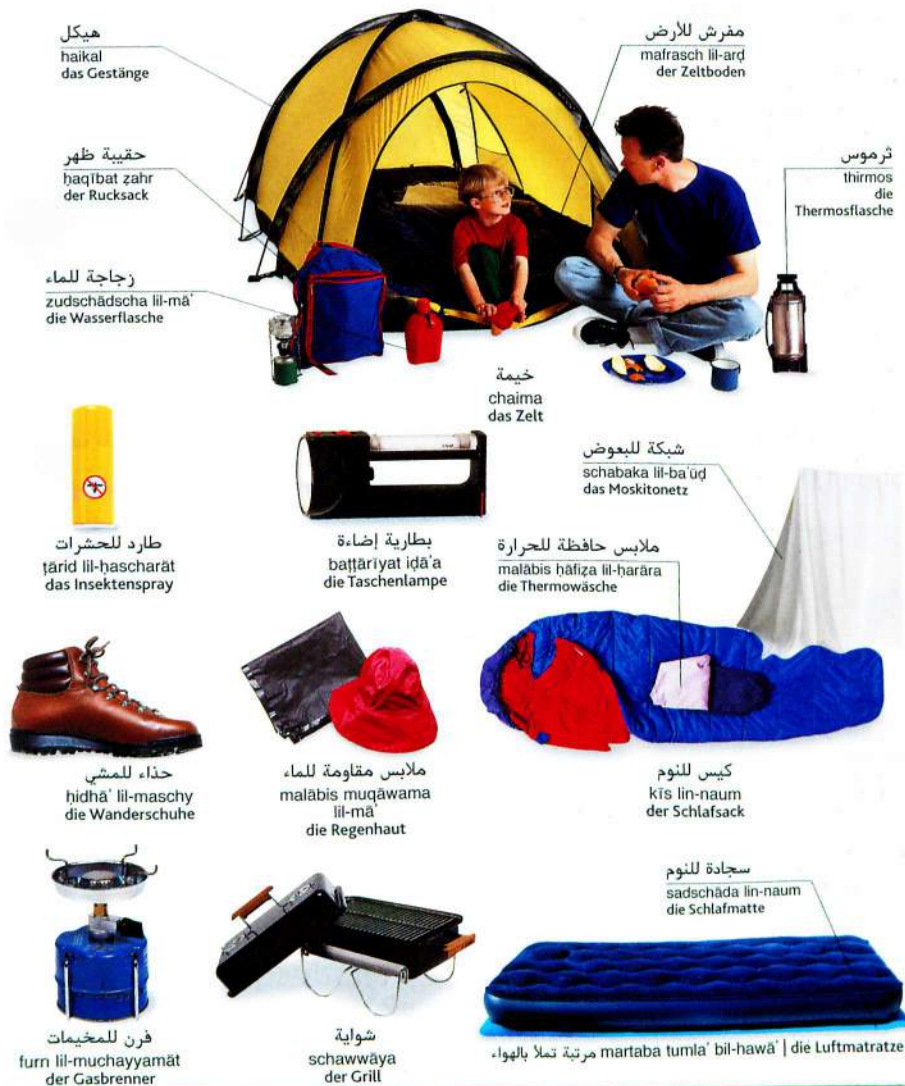 هيكل
haikal
das Gestänge
مفرش للأرض
mafrasch lil-arḍ
der Zeltboden
حقيبة ظهر
ḥaqībat ẓahr
der Rucksack
ثرموس
thirmos
die
Thermosflasche
زجاجة للماء
zudschādscha lil-mā'
die Wasserflasche
خيمة
chaima
das Zelt
طارد للحشرات
ṭārid lil-ḥascharāt
das Insektenspray
بطارية إضاءة
baṭṭārīyat iḍā'a
die Taschenlampe
شبكة للبعوض
schabaka lil-ba'ūḍ
das Moskitonetz
ملابس حافظة للحرارة
malābis ḥāfiẓa lil-ḥarāra
die Thermowäsche
حذاء للمشي
ḥidhā' lil-maschy
die Wanderschuhe
ملابس مقاومة للماء
malābis muqāwama
lil-mā'
die Regenhaut
كيس للنوم
kīs lin-naum
der Schlafsack
فرن للمخيمات
furn lil-muchayyamāt
der Gasbrenner
شواية
schawwāya
der Grill
سجادة للنوم
sadschāda lin-naum
die Schlafmatte
مرتبة تملأ بالهواء martaba tumla' bil-hawā' | die Luftmatratze